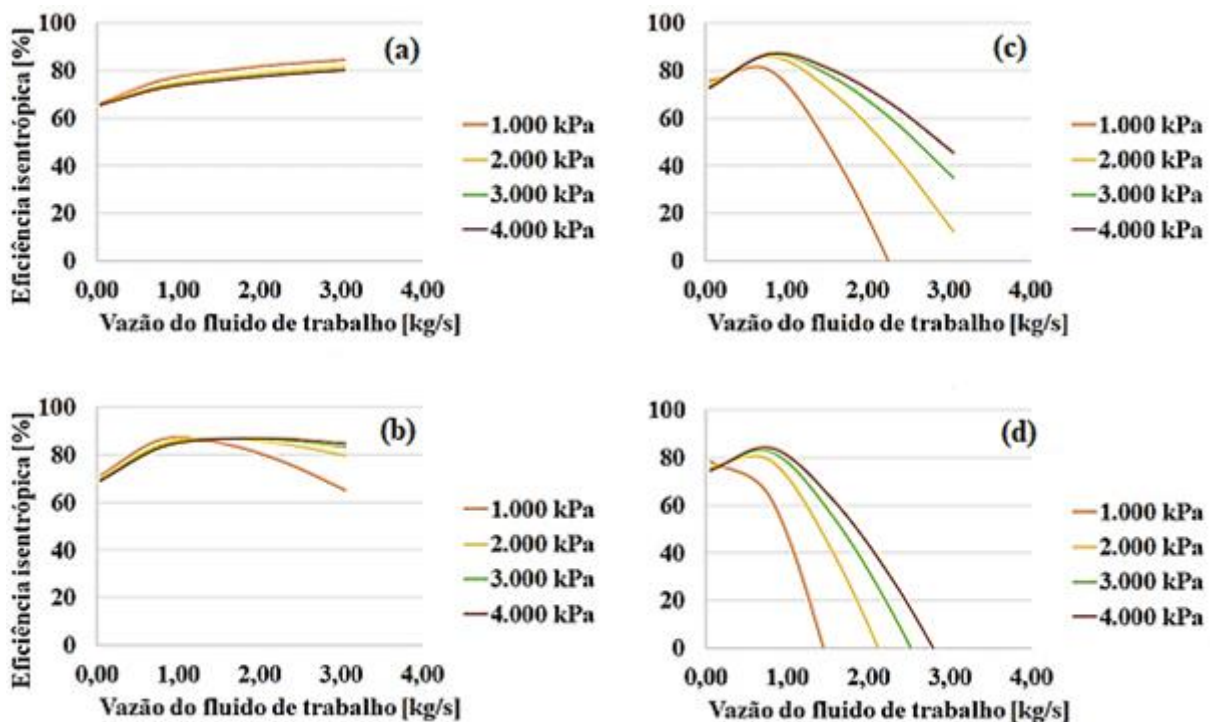 Eficiência isentrópica [%]
100
80
60
40
20
0
(a)
1.000 kPa
2.000 kPa
3.000 kPa
4.000 kPa
0,00 1,00 2,00 3,00 4,00
Vazão do fluido de trabalho [kg/s]
100
80
60
40
20
0
(c)
1.000 kPa
2.000 kPa
3.000 kPa
4.000 kPa
0,00 1,00 2,00 3,00 4,00
Vazão do fluido de trabalho [kg/s]
Eficiência isentrópica [%]
100
80
60
40
20
0
(b)
1.000 kPa
2.000 kPa
3.000 kPa
4.000 kPa
0,00 1,00 2,00 3,00 4,00
Vazão do fluido de trabalho [kg/s]
100
80
60
40
20
0
(d)
1.000 kPa
2.000 kPa
3.000 kPa
4.000 kPa
0,00 1,00 2,00 3,00 4,00
Vazão do fluido de trabalho [kg/s]